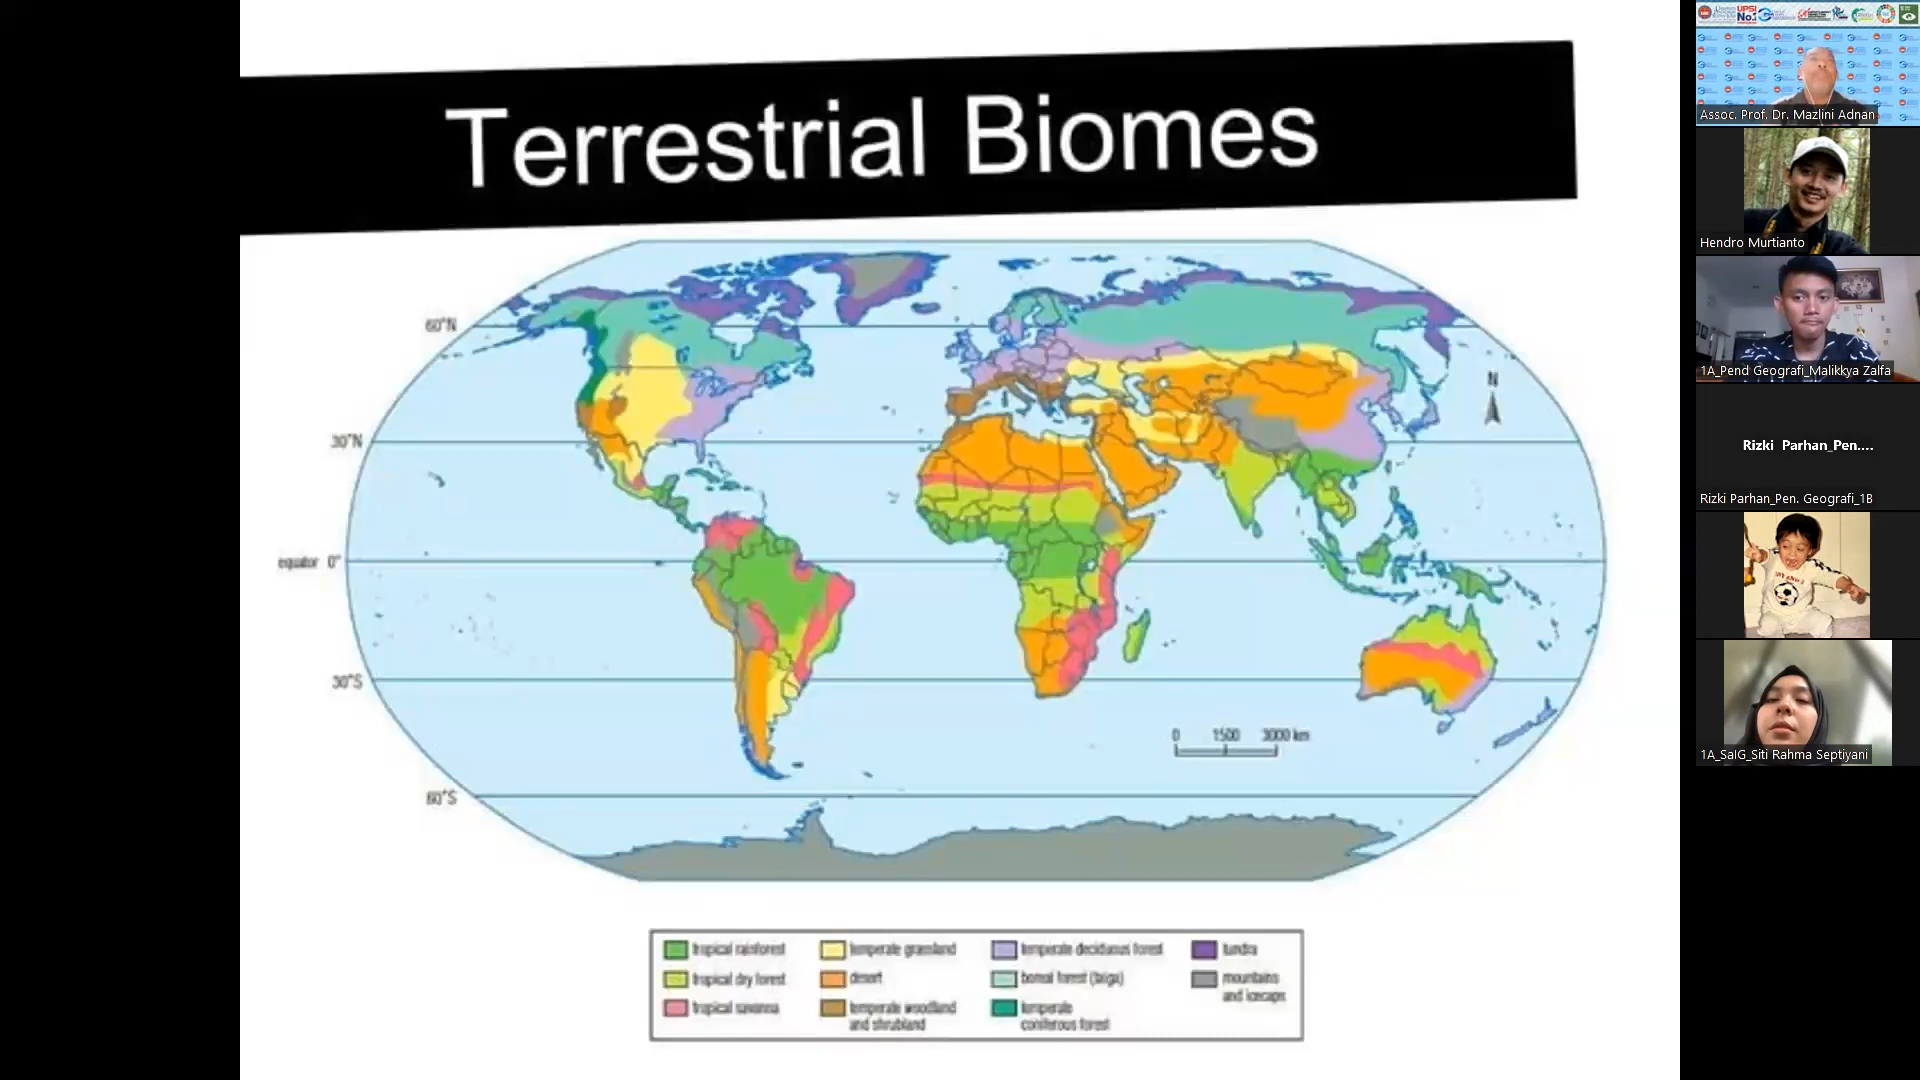 Terrestrial Biomes
60°N
30°N
equator 0°
30°S
60°S
N
0 1500 3000 km
tropical rainforest
tropical dry forest
tropical savanna
temperate grassland
desert
temperate woodland
and shrubland
temperate deciduous forest
boreal forest (taiga)
temperate
coniferous forest
tundra
mountains
and icecaps
UPSI
No.1
Assoc. Prof. Dr. Mazlini Adnan
Hendro Murtianto
1A_Pend Geografi_Malikkya Zalfa
Rizki Parhan_Pen....
Rizki Parhan_Pen. Geografi_1B
1A_SaIG_Siti Rahma Septiyani